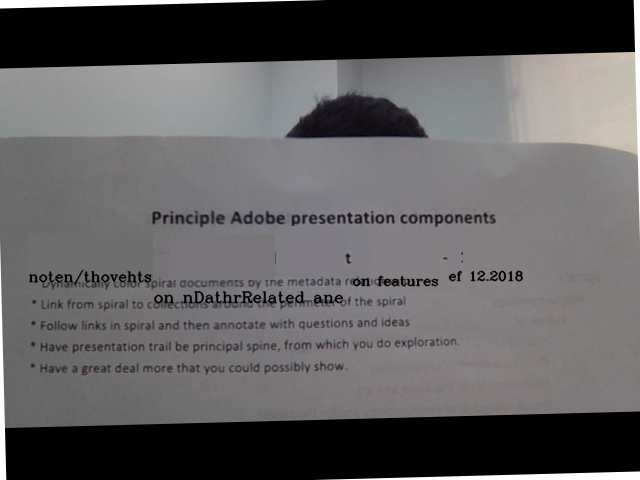 Principle Adobe presentation components
t - :
noten/thovehts on nDathrRelated ane on features ef 12.2018
* Dynamically color spiral documents by the metadata
* Link from spiral to collections around the perimeter of the spiral
* Follow links in spiral and then annotate with questions and ideas
* Have presentation trail be principal spine, from which you do exploration.
* Have a great deal more that you could possibly show.